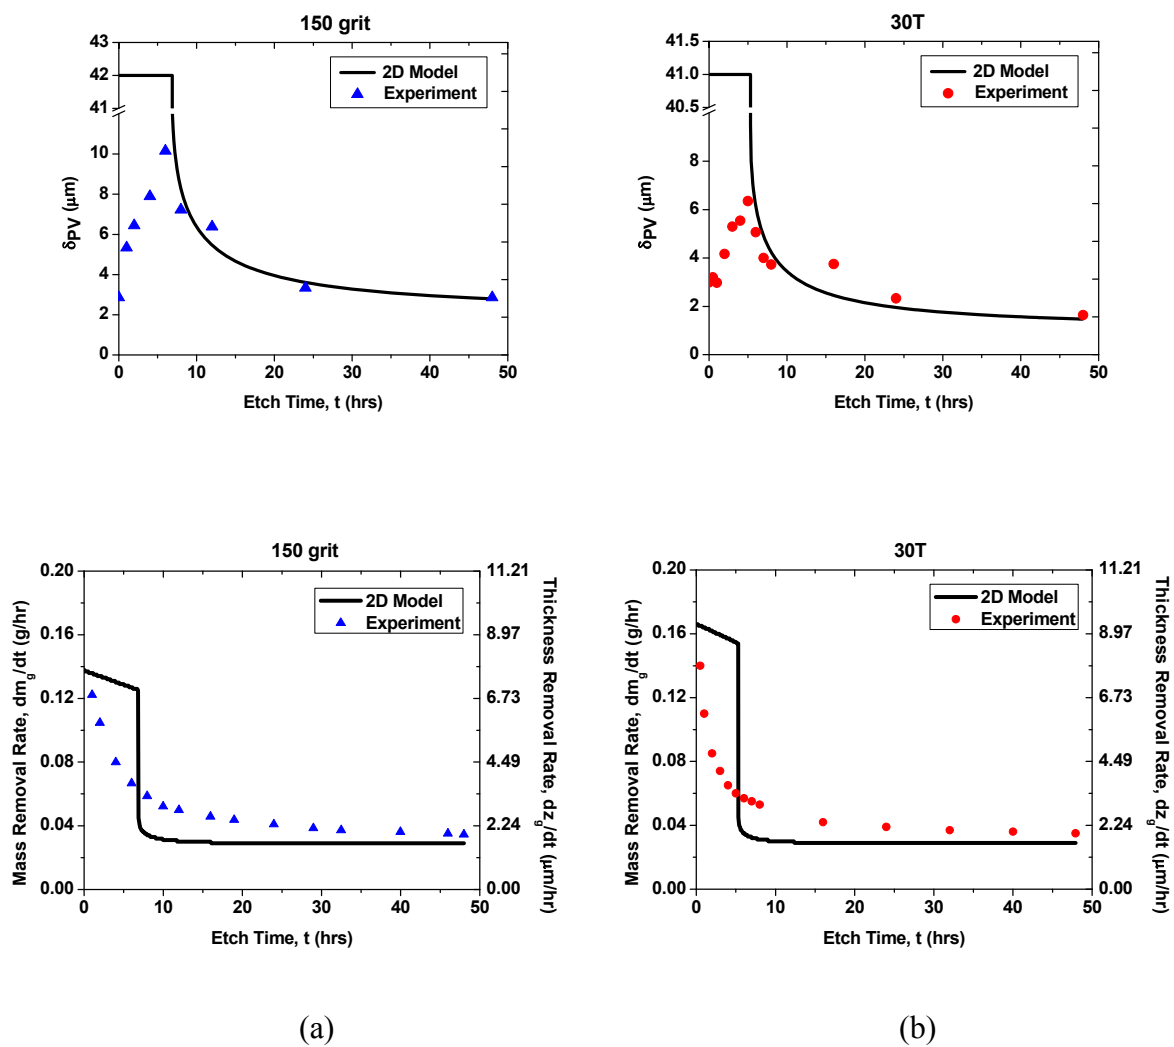 150 grit
43
42
41
10
8
6
4
2
0
δPV (μm)
2D Model
Experiment
0 10 20 30 40 50
Etch Time, t (hrs)
30T
41.5
41.0
40.5
8
6
4
2
0
δPV (μm)
2D Model
Experiment
0 10 20 30 40 50
Etch Time, t (hrs)
150 grit
0.20
0.16
0.12
0.08
0.04
0.00
Mass Removal Rate, dmg/dt (g/hr)
2D Model
Experiment
11.21
8.97
6.73
4.49
2.24
0.00
Thickness Removal Rate, dzg/dt (μm/hr)
0 10 20 30 40 50
Etch Time, t (hrs)
30T
0.20
0.16
0.12
0.08
0.04
0.00
Mass Removal Rate, dmg/dt (g/hr)
2D Model
Experiment
11.21
8.97
6.73
4.49
2.24
0.00
Thickness Removal Rate, dzg/dt (μm/hr)
0 10 20 30 40 50
Etch Time, t (hrs)
(a)
(b)